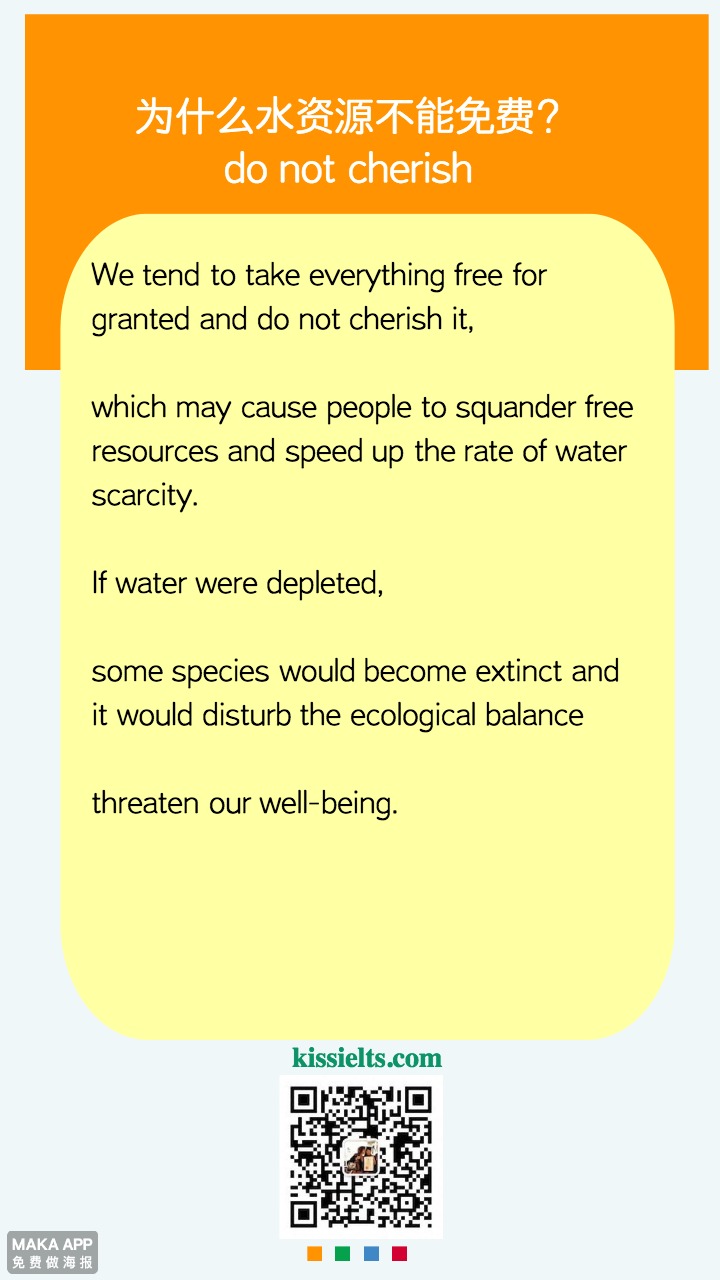 为什么水资源不能免费?
do not cherish
We tend to take everything free for
granted and do not cherish it,
which may cause people to squander free
resources and speed up the rate of water
scarcity.
If water were depleted,
some species would become extinct and
it would disturb the ecological balance
threaten our well-being.
kissielts.com
MAKA APP
免费做海报